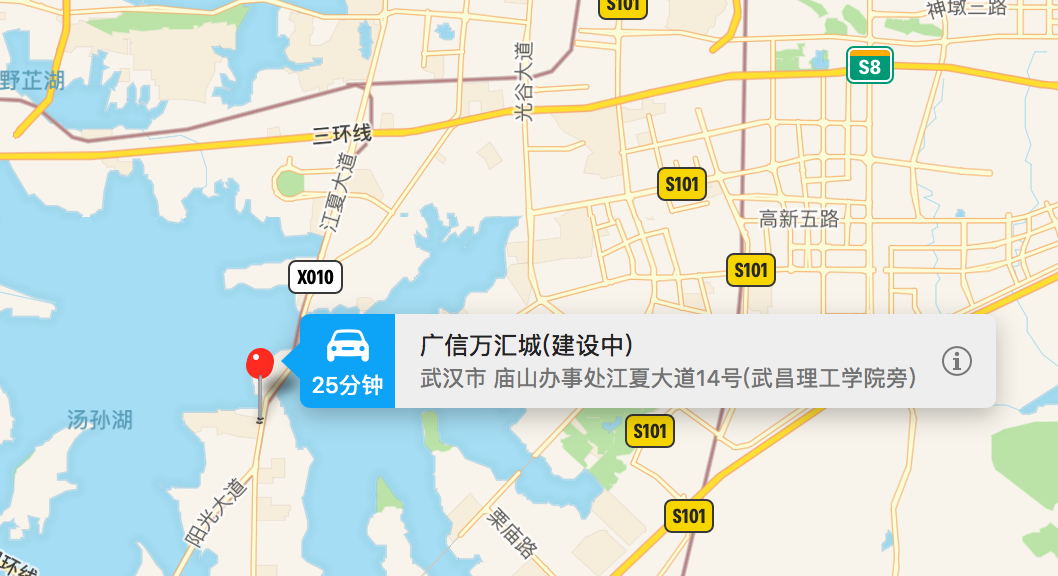 S101
神墩三路
野芷湖
光谷大道
S8
三环线
江夏大道
S101
高新五路
X010
S101
25分钟
广信万汇城(建设中)
武汉市 庙山办事处江夏大道14号(武昌理工学院旁)
汤孙湖
S101
阳光大道
栗庙路
S101
环线